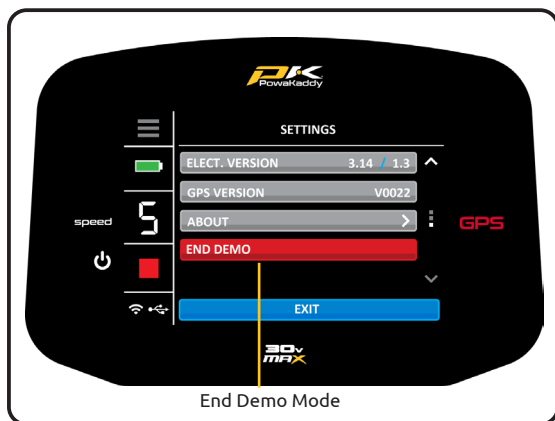 PK
PowaKaddy
SETTINGS
ELECT. VERSION 3.14 / 1.3
GPS VERSION V0022
speed 5 ABOUT > GPS
END DEMO
EXIT
30v
MAX
End Demo Mode